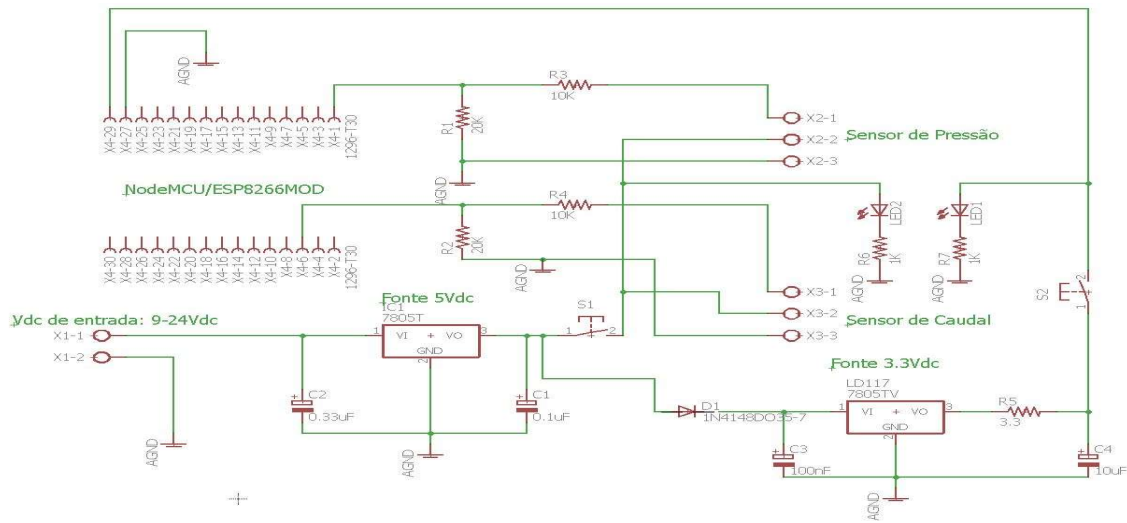 AGND
X4-29
X4-27
X4-25
X4-23
X4-21
X4-19
X4-17
X4-15
X4-13
X4-11
X4-9
X4-7
X4-5
X4-3
X4-1
1296-T30
R3
10K
R1
20K
AGND
X2-1
X2-2
X2-3
Sensor de Pressão
NodeMCU/ESP8266MOD
R4
10K
R2
20K
AGND
X4-30
X4-28
X4-26
X4-24
X4-22
X4-20
X4-18
X4-16
X4-14
X4-12
X4-10
X4-8
X4-6
X4-4
X4-2
1296-T30
LED2
R6
1K
AGND
LED1
R7
1K
AGND
S2
2
1
X3-1
X3-2
X3-3
Sensor de Caudal
Vdc de entrada: 9-24Vdc
X1-1
X1-2
AGND
Fonte 5Vdc
IC1
7805T
1
VI
VO
3
GND
2
S1
1
2
C2
0.33uF
C1
0.1uF
AGND
Fonte 3.3Vdc
D1
1N4148DO35-7
LD117
7805TV
1
VI
VO
3
GND
2
R5
3.3
C3
100nF
C4
10uF
AGND